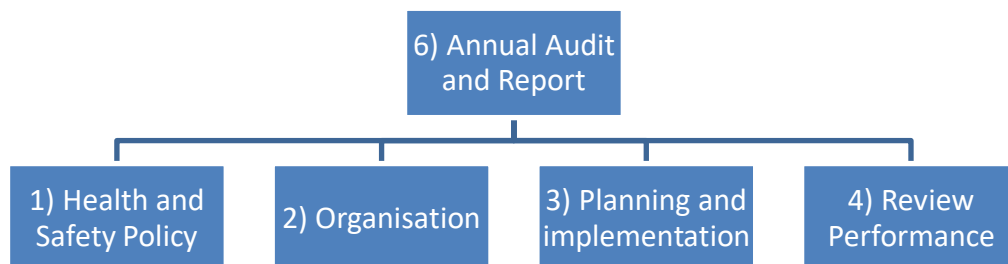 6) Annual Audit
and Report
1) Health and
Safety Policy
2) Organisation
3) Planning and
implementation
4) Review
Performance